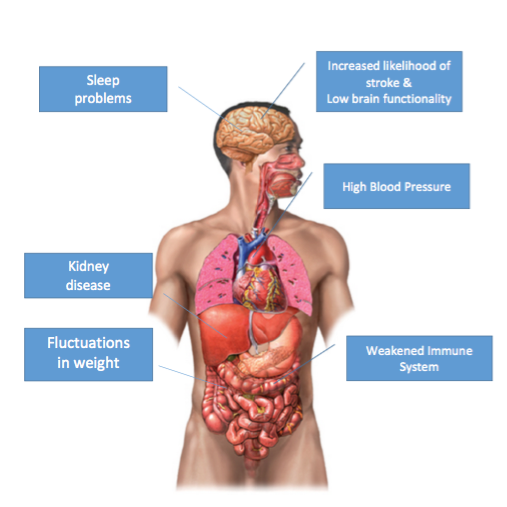 Sleep
problems
Increased likelihood of
stroke &
Low brain functionality
High Blood Pressure
Kidney
disease
Fluctuations
in weight
Weakened Immune
System